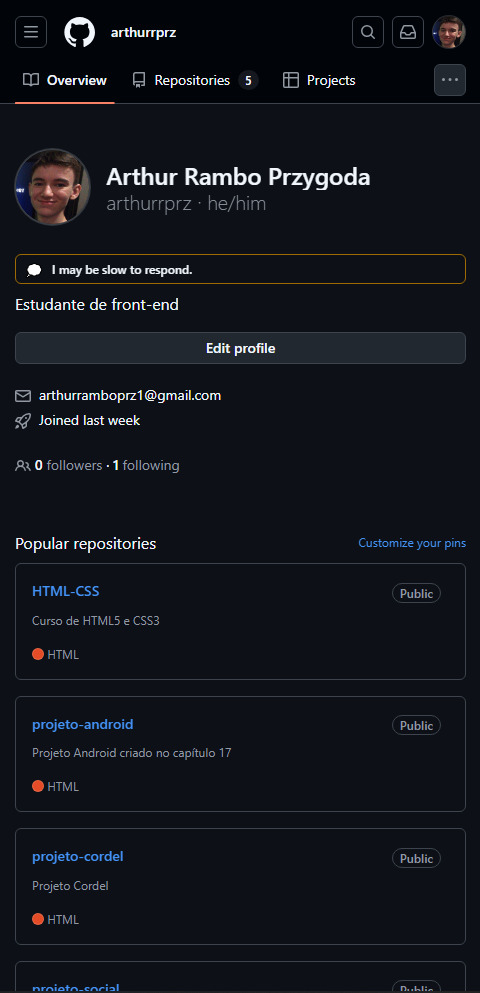 arthurrprz
Overview
Repositories 5
Projects
Arthur Rambo Przygoda
arthurrprz · he/him
I may be slow to respond.
Estudante de front-end
Edit profile
arthurramboprz1@gmail.com
Joined last week
0 followers · 1 following
Popular repositories
Customize your pins
HTML-CSS
Public
Curso de HTML5 e CSS3
HTML
projeto-android
Public
Projeto Android criado no capítulo 17
HTML
projeto-cordel
Public
Projeto Cordel
HTML
projeto-social
Public